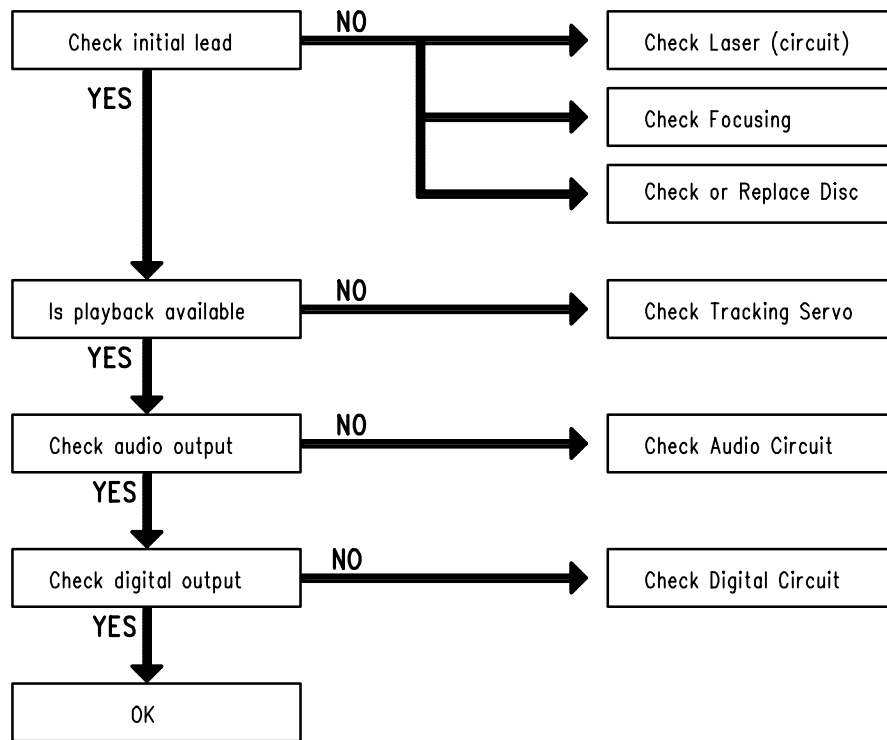 Check initial lead
NO
Check Laser (circuit)
YES
Check Focusing
Check or Replace Disc
Is playback available
NO
Check Tracking Servo
YES
Check audio output
NO
Check Audio Circuit
YES
Check digital output
NO
Check Digital Circuit
YES
OK